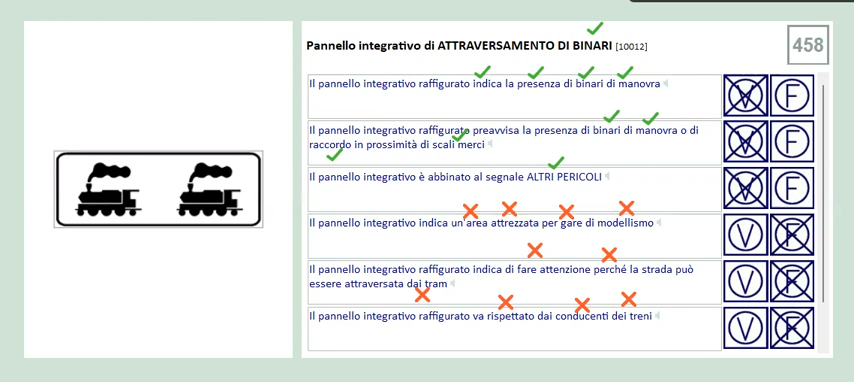 Pannello integrativo di ATTRAVERSAMENTO DI BINARI [10012]
458
Il pannello integrativo raffigurato indica la presenza di binari di manovra
V F
Il pannello integrativo raffigurato preavvisa la presenza di binari di manovra o di
raccordo in prossimità di scali merci
V F
Il pannello integrativo è abbinato al segnale ALTRI PERICOLI
V F
Il pannello integrativo indica un'area attrezzata per gare di modellismo
V F
Il pannello integrativo raffigurato indica di fare attenzione perché la strada può
essere attraversata dai tram
V F
Il pannello integrativo raffigurato va rispettato dai conducenti dei treni
V F